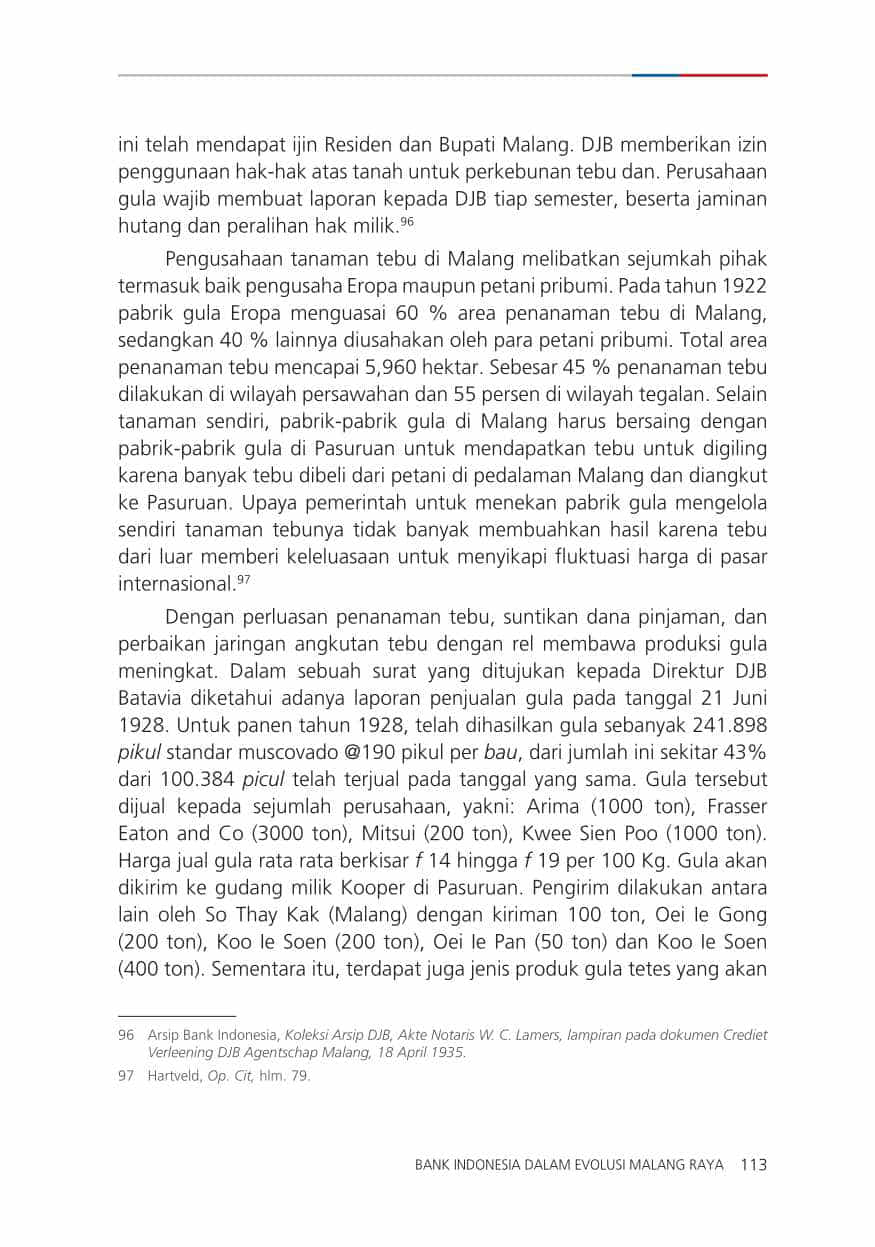 ini telah mendapat ijin Residen dan Bupati Malang. DJB memberikan izin
penggunaan hak-hak atas tanah untuk perkebunan tebu dan. Perusahaan
gula wajib membuat laporan kepada DJB tiap semester, beserta jaminan
hutang dan peralihan hak milik.96
Pengusahaan tanaman tebu di Malang melibatkan sejumkah pihak
termasuk baik pengusaha Eropa maupun petani pribumi. Pada tahun 1922
pabrik gula Eropa menguasai 60 % area penanaman tebu di Malang,
sedangkan 40 % lainnya diusahakan oleh para petani pribumi. Total area
penanaman tebu mencapai 5,960 hektar. Sebesar 45 % penanaman tebu
dilakukan di wilayah persawahan dan 55 persen di wilayah tegalan. Selain
tanaman sendiri, pabrik-pabrik gula di Malang harus bersaing dengan
pabrik-pabrik gula di Pasuruan untuk mendapatkan tebu untuk digiling
karena banyak tebu dibeli dari petani di pedalaman Malang dan diangkut
ke Pasuruan. Upaya pemerintah untuk menekan pabrik gula mengelola
sendiri tanaman tebunya tidak banyak membuahkan hasil karena tebu
dari luar memberi keleluasaan untuk menyikapi fluktuasi harga di pasar
internasional.97
Dengan perluasan penanaman tebu, suntikan dana pinjaman, dan
perbaikan jaringan angkutan tebu dengan rel membawa produksi gula
meningkat. Dalam sebuah surat yang ditujukan kepada Direktur DJB
Batavia diketahui adanya laporan penjualan gula pada tanggal 21 Juni
1928. Untuk panen tahun 1928, telah dihasilkan gula sebanyak 241.898
pikul standar muscovado @190 pikul per bau, dari jumlah ini sekitar 43%
dari 100.384 picul telah terjual pada tanggal yang sama. Gula tersebut
dijual kepada sejumlah perusahaan, yakni: Arima (1000 ton), Frasser
Eaton and Co (3000 ton), Mitsui (200 ton), Kwee Sien Poo (1000 ton).
Harga jual gula rata rata berkisar f 14 hingga f 19 per 100 Kg. Gula akan
dikirim ke gudang milik Kooper di Pasuruan. Pengirim dilakukan antara
lain oleh So Thay Kak (Malang) dengan kiriman 100 ton, Oei Ie Gong
(200 ton), Koo Ie Soen (200 ton), Oei Ie Pan (50 ton) dan Koo Ie Soen
(400 ton). Sementara itu, terdapat juga jenis produk gula tetes yang akan
96 Arsip Bank Indonesia, Koleksi Arsip DJB, Akte Notaris W. C. Lamers, lampiran pada dokumen Crediet
Verleening DJB Agentschap Malang, 18 April 1935.
97 Hartveld, Op. Cit, hlm. 79.
BANK INDONESIA DALAM EVOLUSI MALANG RAYA 113